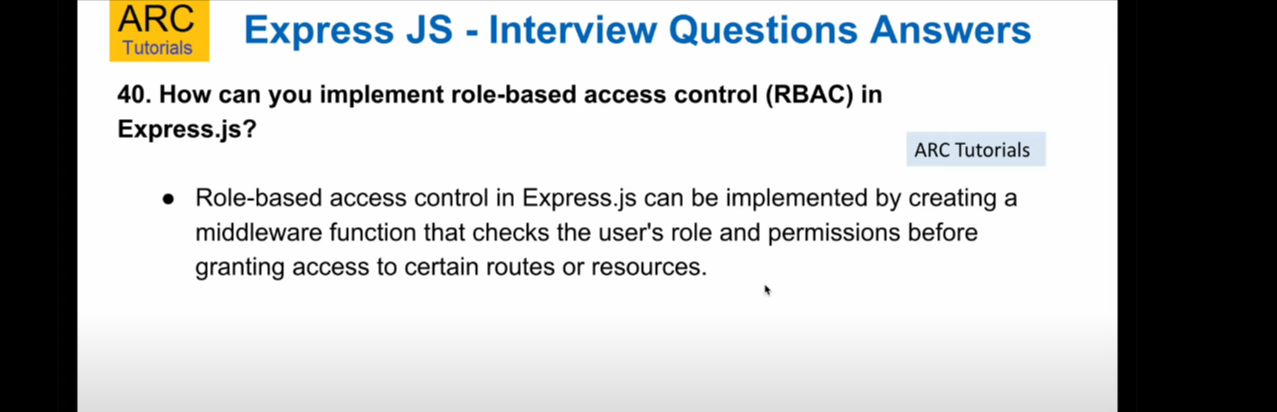 ARC
Tutorials
Express JS - Interview Questions Answers
40. How can you implement role-based access control (RBAC) in
Express.js?
ARC Tutorials
● Role-based access control in Express.js can be implemented by creating a
middleware function that checks the user's role and permissions before
granting access to certain routes or resources.